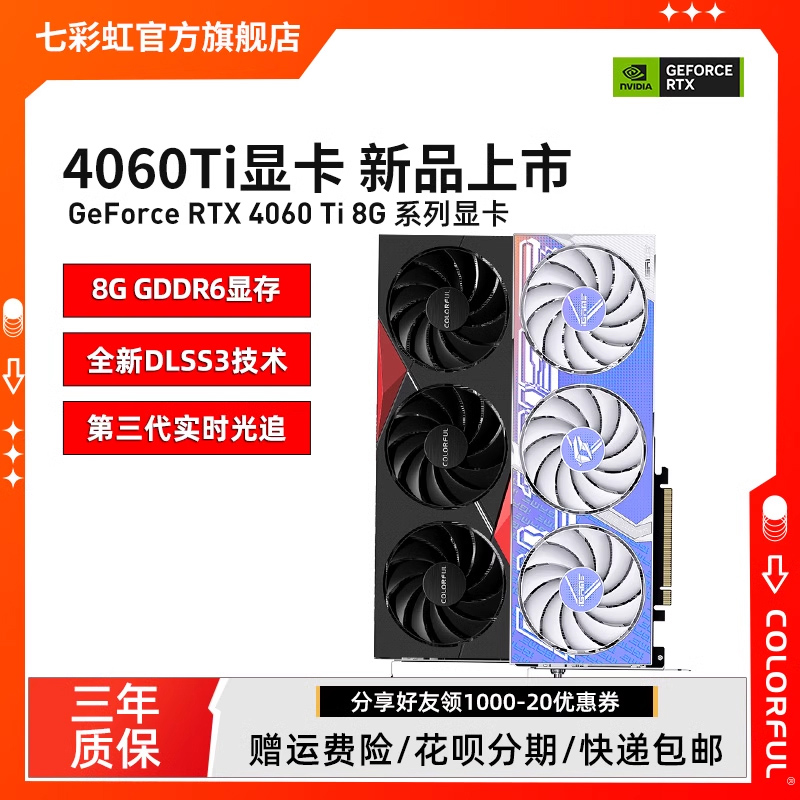 七彩虹官方旗舰店
COLORFUL
NVIDIA
GEFORCE
RTX
4060Ti显卡 新品上市
GeForce RTX 4060 Ti 8G 系列显卡
8G GDDR6显存
全新DLSS3技术
第三代实时光追
COLORFUL
COLORFUL
COLORFUL
COLORFUL®
三年
质保
分享好友领1000-20优惠券
赠运费险/花呗分期/快递包邮